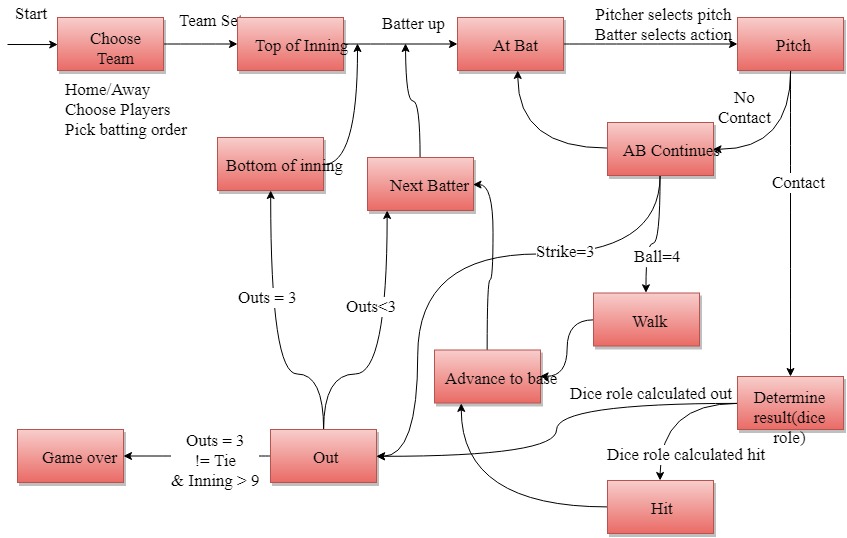 Start
Choose
Team
Team Set
Top of Inning
Batter up
At Bat
Pitcher selects pitch
Batter selects action
Pitch
Home/Away
Choose Players
Pick batting order
No
Contact
AB Continues
Bottom of inning
Next Batter
Contact
Strike=3
Ball=4
Outs = 3
Outs<3
Walk
Advance to base
Dice role calculated out
Determine
result(dice
role)
Outs = 3
!= Tie
& Inning > 9
Game over
Out
Dice role calculated hit
Hit